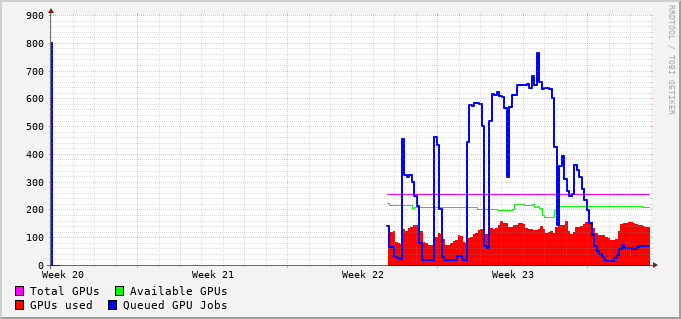 900
800
700
600
500
400
300
200
100
0
Week 20 Week 21 Week 22 Week 23
Total GPUs Available GPUs
GPUs used Queued GPU Jobs
RRDTOOL / TOBI OETIKER